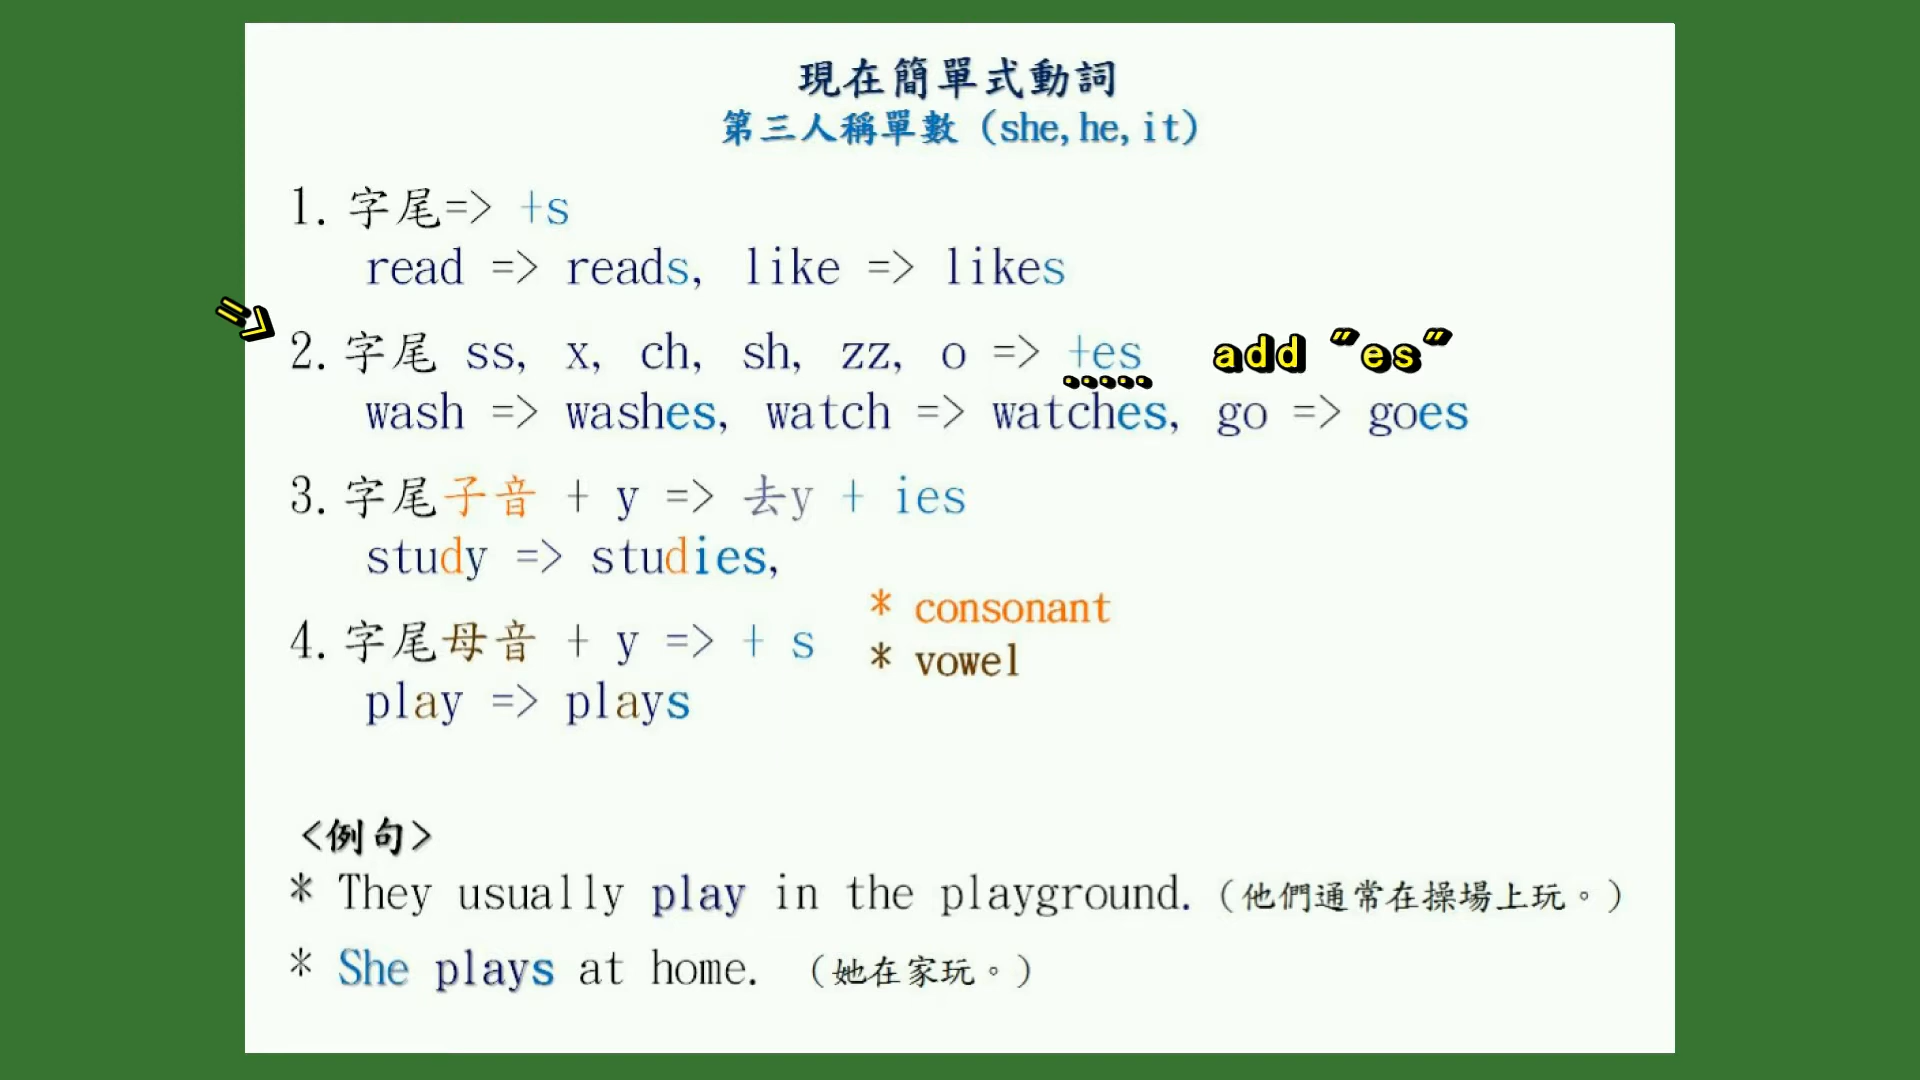 現在簡單式動詞
第三人稱單數 (she, he, it)
1. 字尾=> +s
read => reads, like => likes
=>
2. 字尾 ss, x, ch, sh, zz, o => +es add "es"
wash => washes, watch => watches, go => goes
3. 字尾子音 + y => 去y + ies
study => studies,
* consonant
4. 字尾母音 + y => + s
* vowel
play => plays
<例句>
* They usually play in the playground. (他們通常在操場上玩。)
* She plays at home. (她在家玩。)